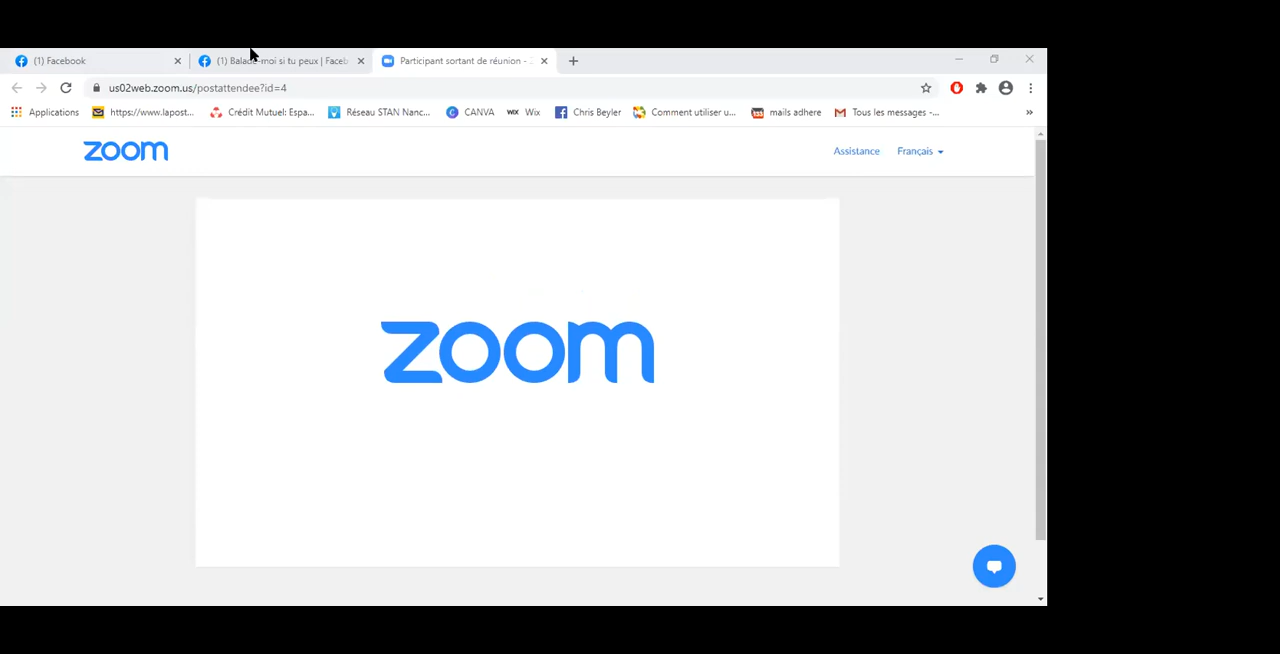 (1) Facebook (1) Balade-moi si tu peux | Faceb Participant sortant de réunion -
us02web.zoom.us/postattendee?id=4
Applications https://www.lapost... Crédit Mutuel: Espa... Réseau STAN Nanc... CANVA WIX Wix Chris Beyler Comment utiliser u... mails adhere Tous les messages -... »
zoom Assistance Français
zoom